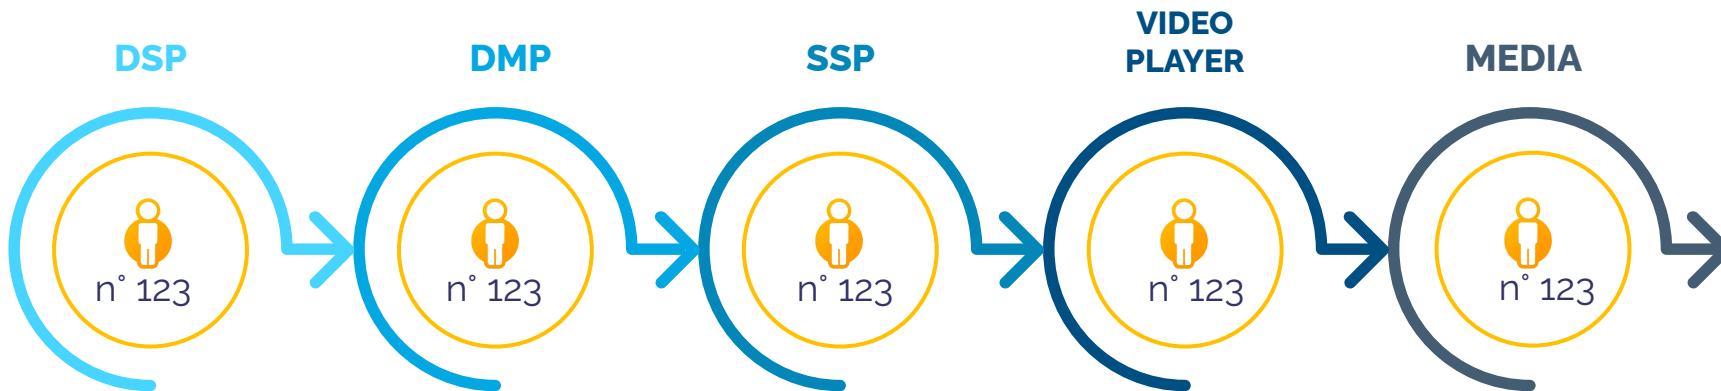 DSP
DMP
SSP
VIDEO
PLAYER
MEDIA
n° 123
n° 123
n° 123
n° 123
n° 123